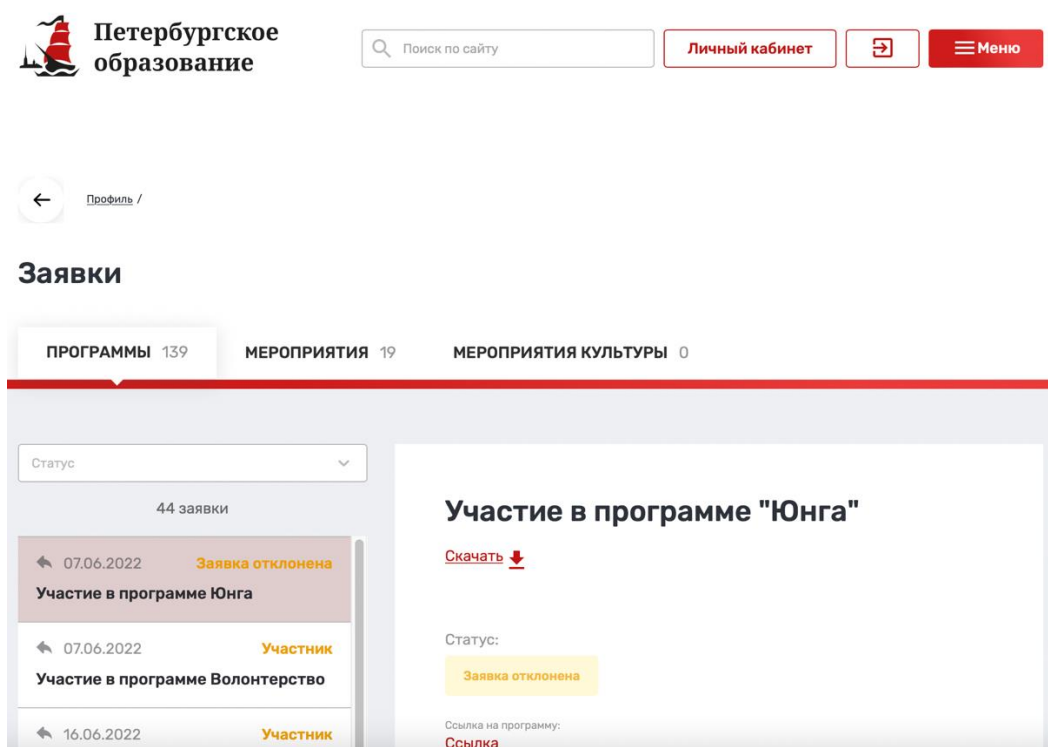 Петербургское
образование
Поиск по сайту
Личный кабинет
Меню
Профиль /
Заявки
ПРОГРАММЫ 139
МЕРОПРИЯТИЯ 19
МЕРОПРИЯТИЯ КУЛЬТУРЫ 0
Статус
44 заявки
07.06.2022 Заявка отклонена
Участие в программе Юнга
07.06.2022 Участник
Участие в программе Волонтерство
16.06.2022 Участник
Участие в программе "Юнга"
Скачать
Статус:
Заявка отклонена
Ссылка на программу:
Ссылка